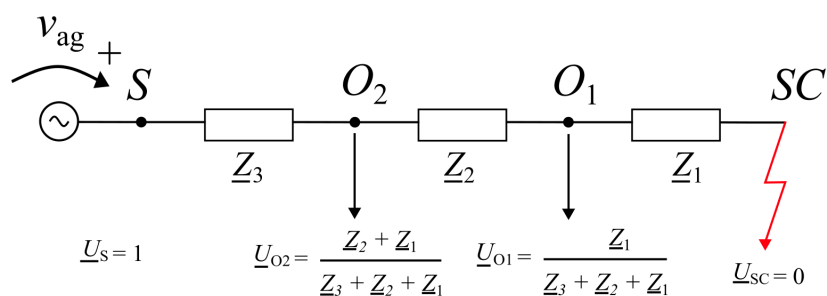 v_ag +
S O_2 O_1 SC
Z_3 Z_2 Z_1
U_S = 1
U_O2 = (Z_2 + Z_1) / (Z_3 + Z_2 + Z_1)
U_O1 = Z_1 / (Z_3 + Z_2 + Z_1)
U_SC = 0